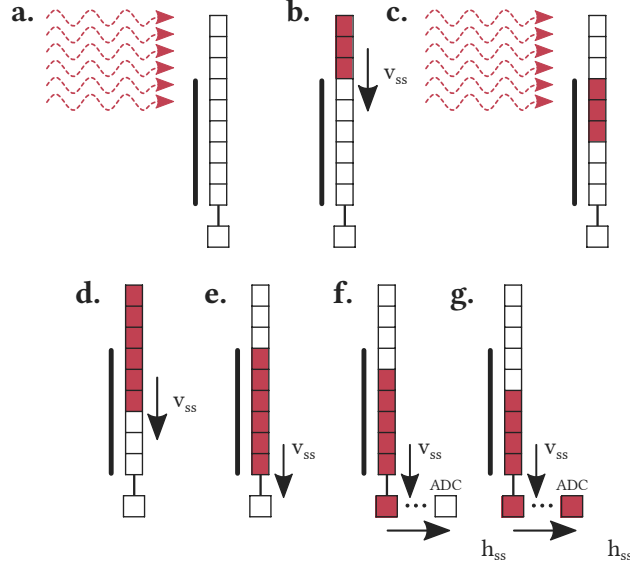 a.
b.
v_ss
c.
d.
v_ss
e.
v_ss
f.
v_ss
ADC
...
h_ss
g.
v_ss
ADC
...
h_ss